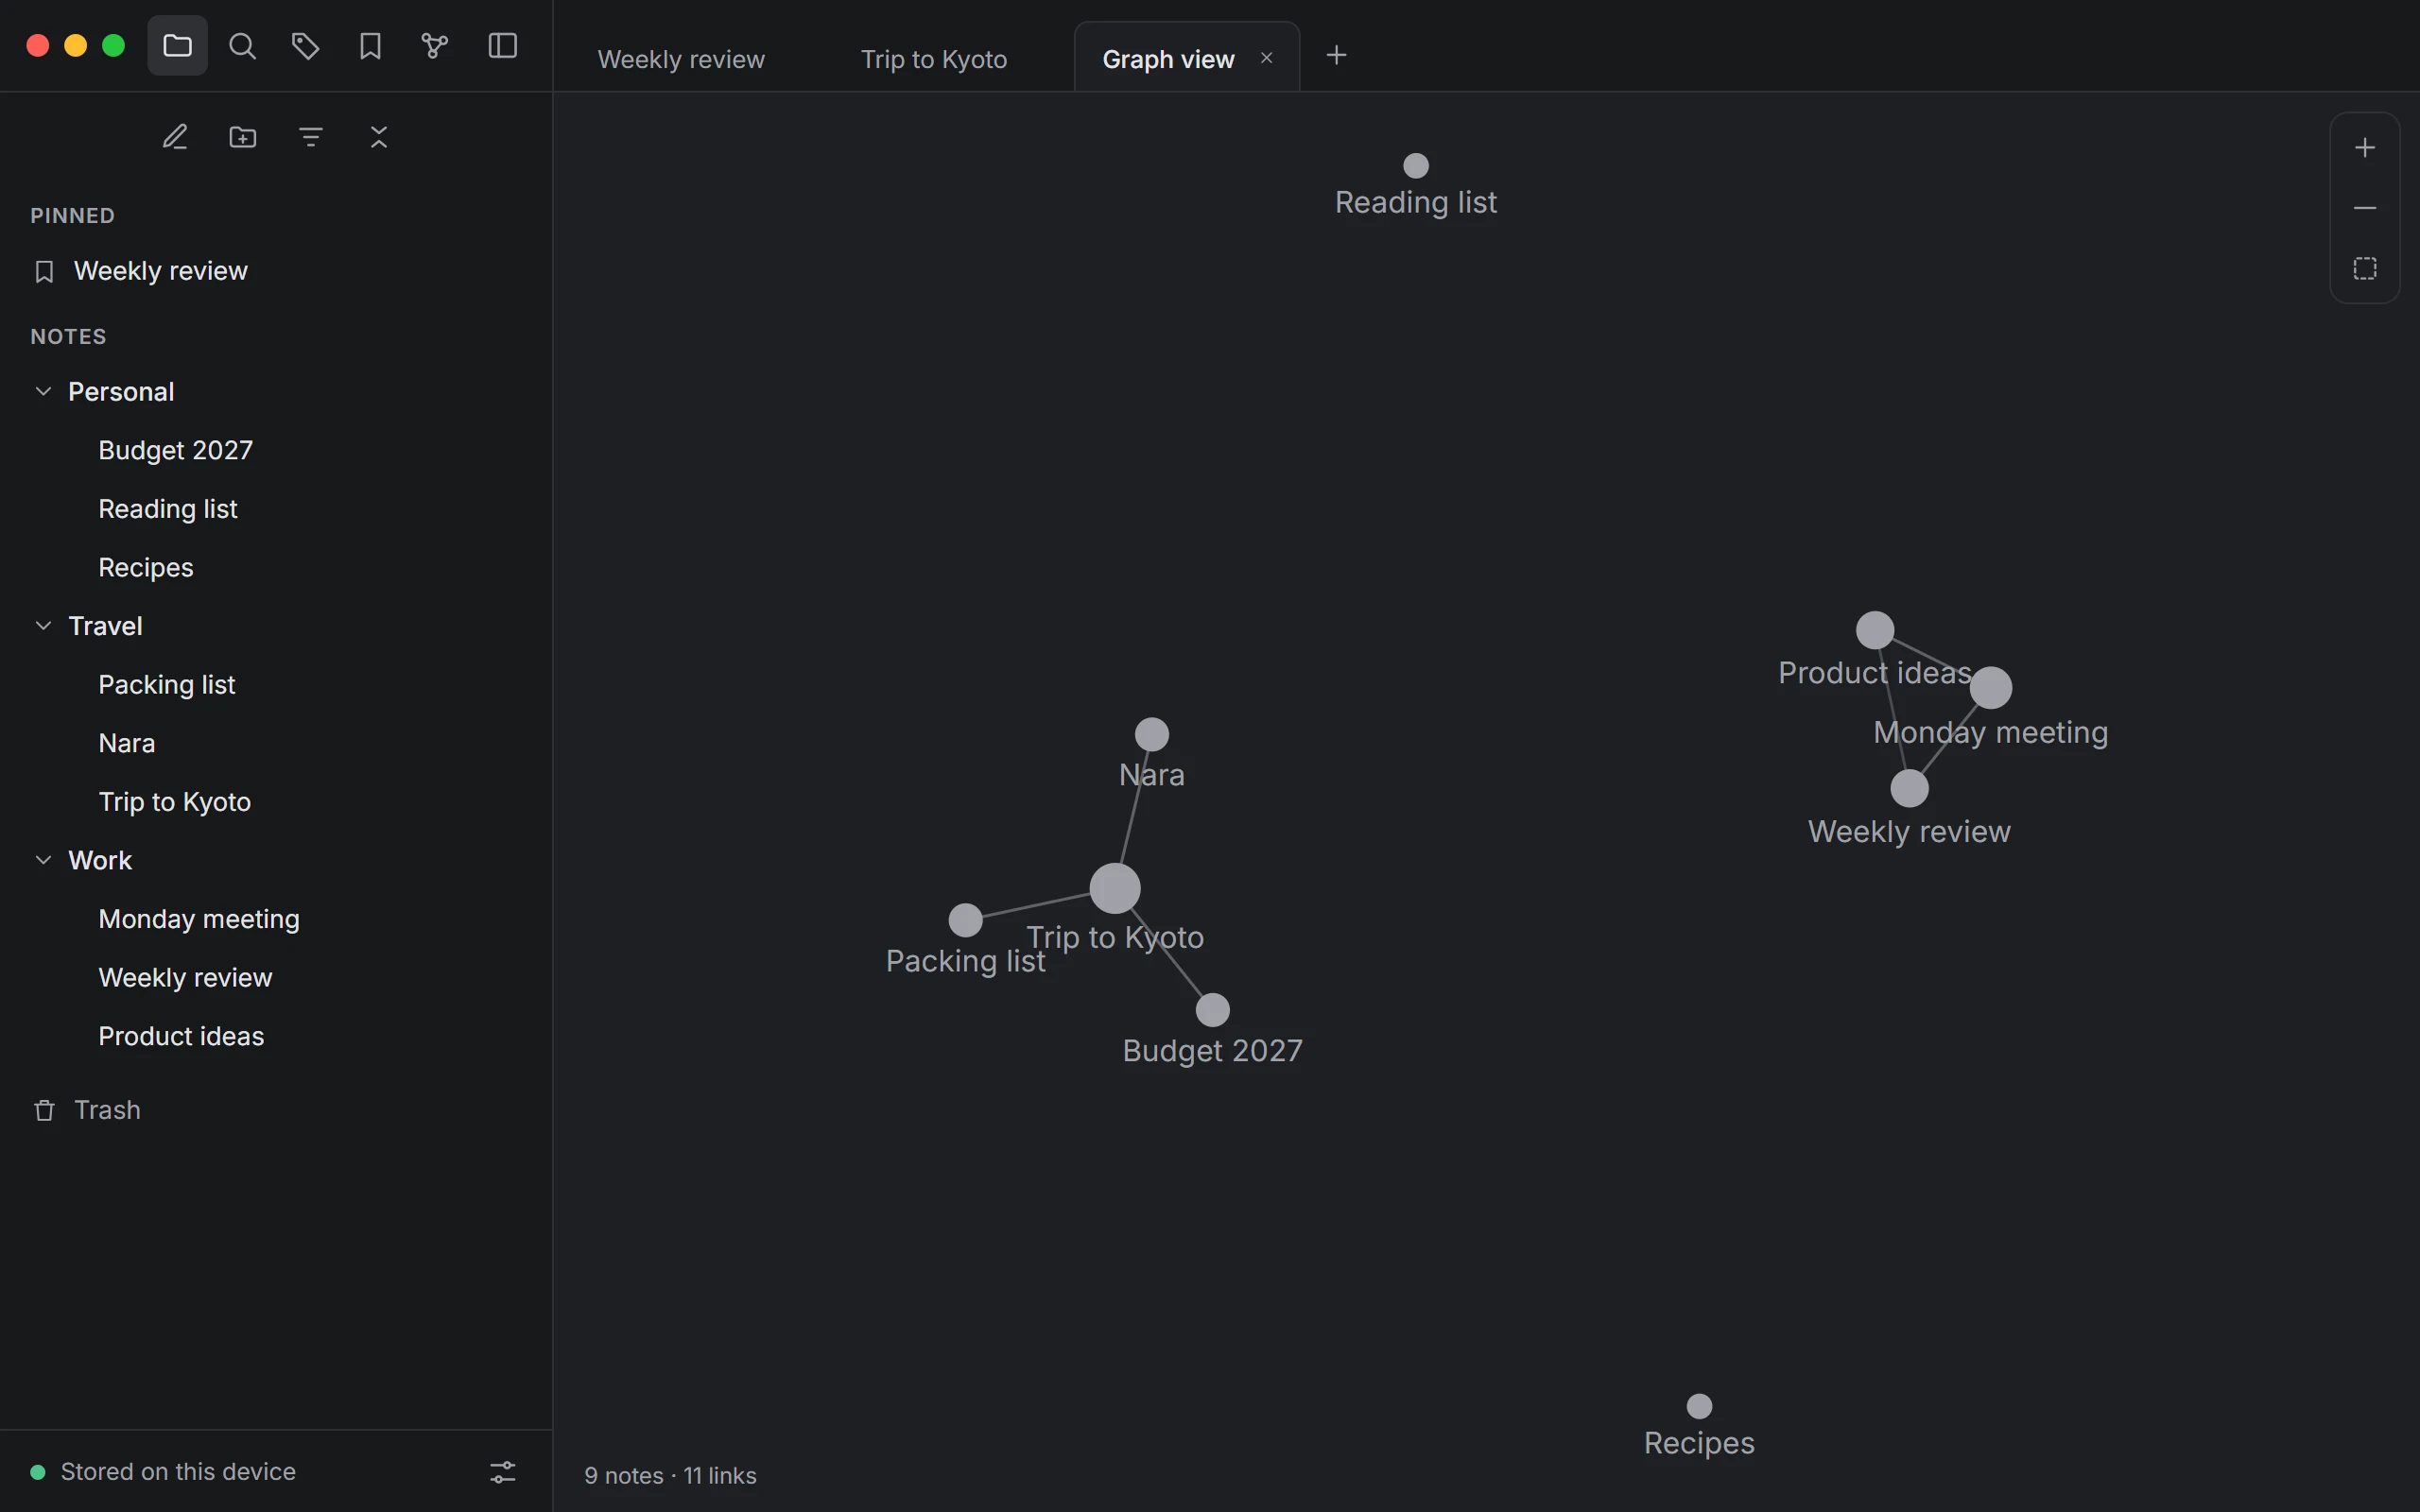 Weekly review
Trip to Kyoto
Graph view
PINNED
Weekly review
NOTES
Personal
Budget 2027
Reading list
Recipes
Travel
Packing list
Nara
Trip to Kyoto
Work
Monday meeting
Weekly review
Product ideas
Trash
Stored on this device
Reading list
Product ideas
Monday meeting
Weekly review
Nara
Trip to Kyoto
Packing list
Budget 2027
Recipes
9 notes · 11 links